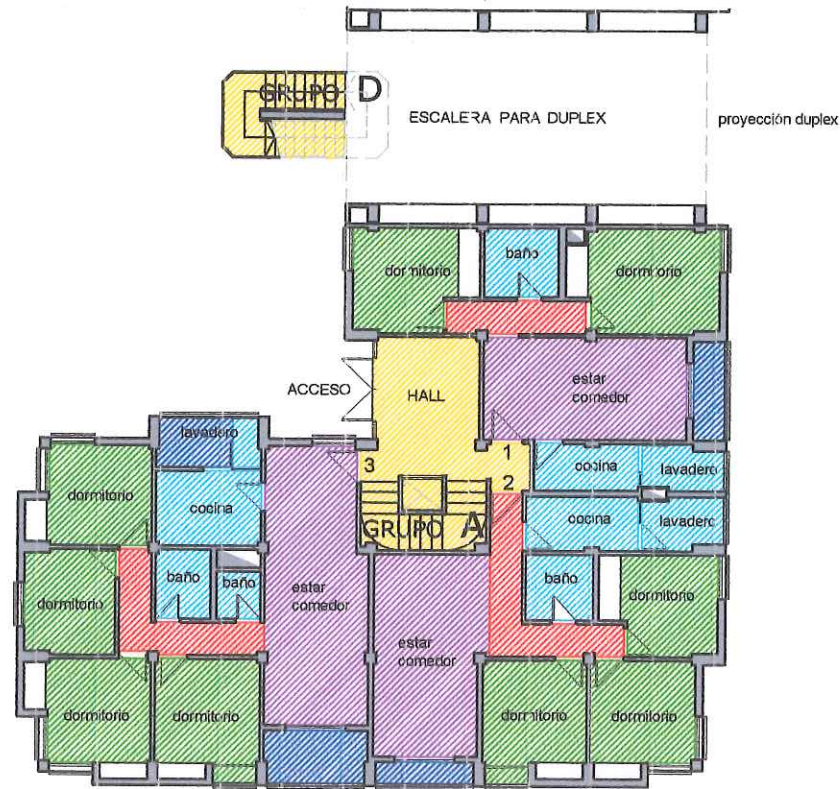 GRUPO D
ESCALERA PARA DUPLEX
proyección duplex
dormitorio
baño
dormitorio
ACCESO
HALL
estar
comedor
lavadero
3
1
2
cocina
lavadero
dormitorio
cocina
GRUPO A
cocina
lavadero
dormitorio
baño
baño
estar
comedor
baño
dormitorio
estar
comedor
dormitorio
dormitorio
dormitorio
dormitorio